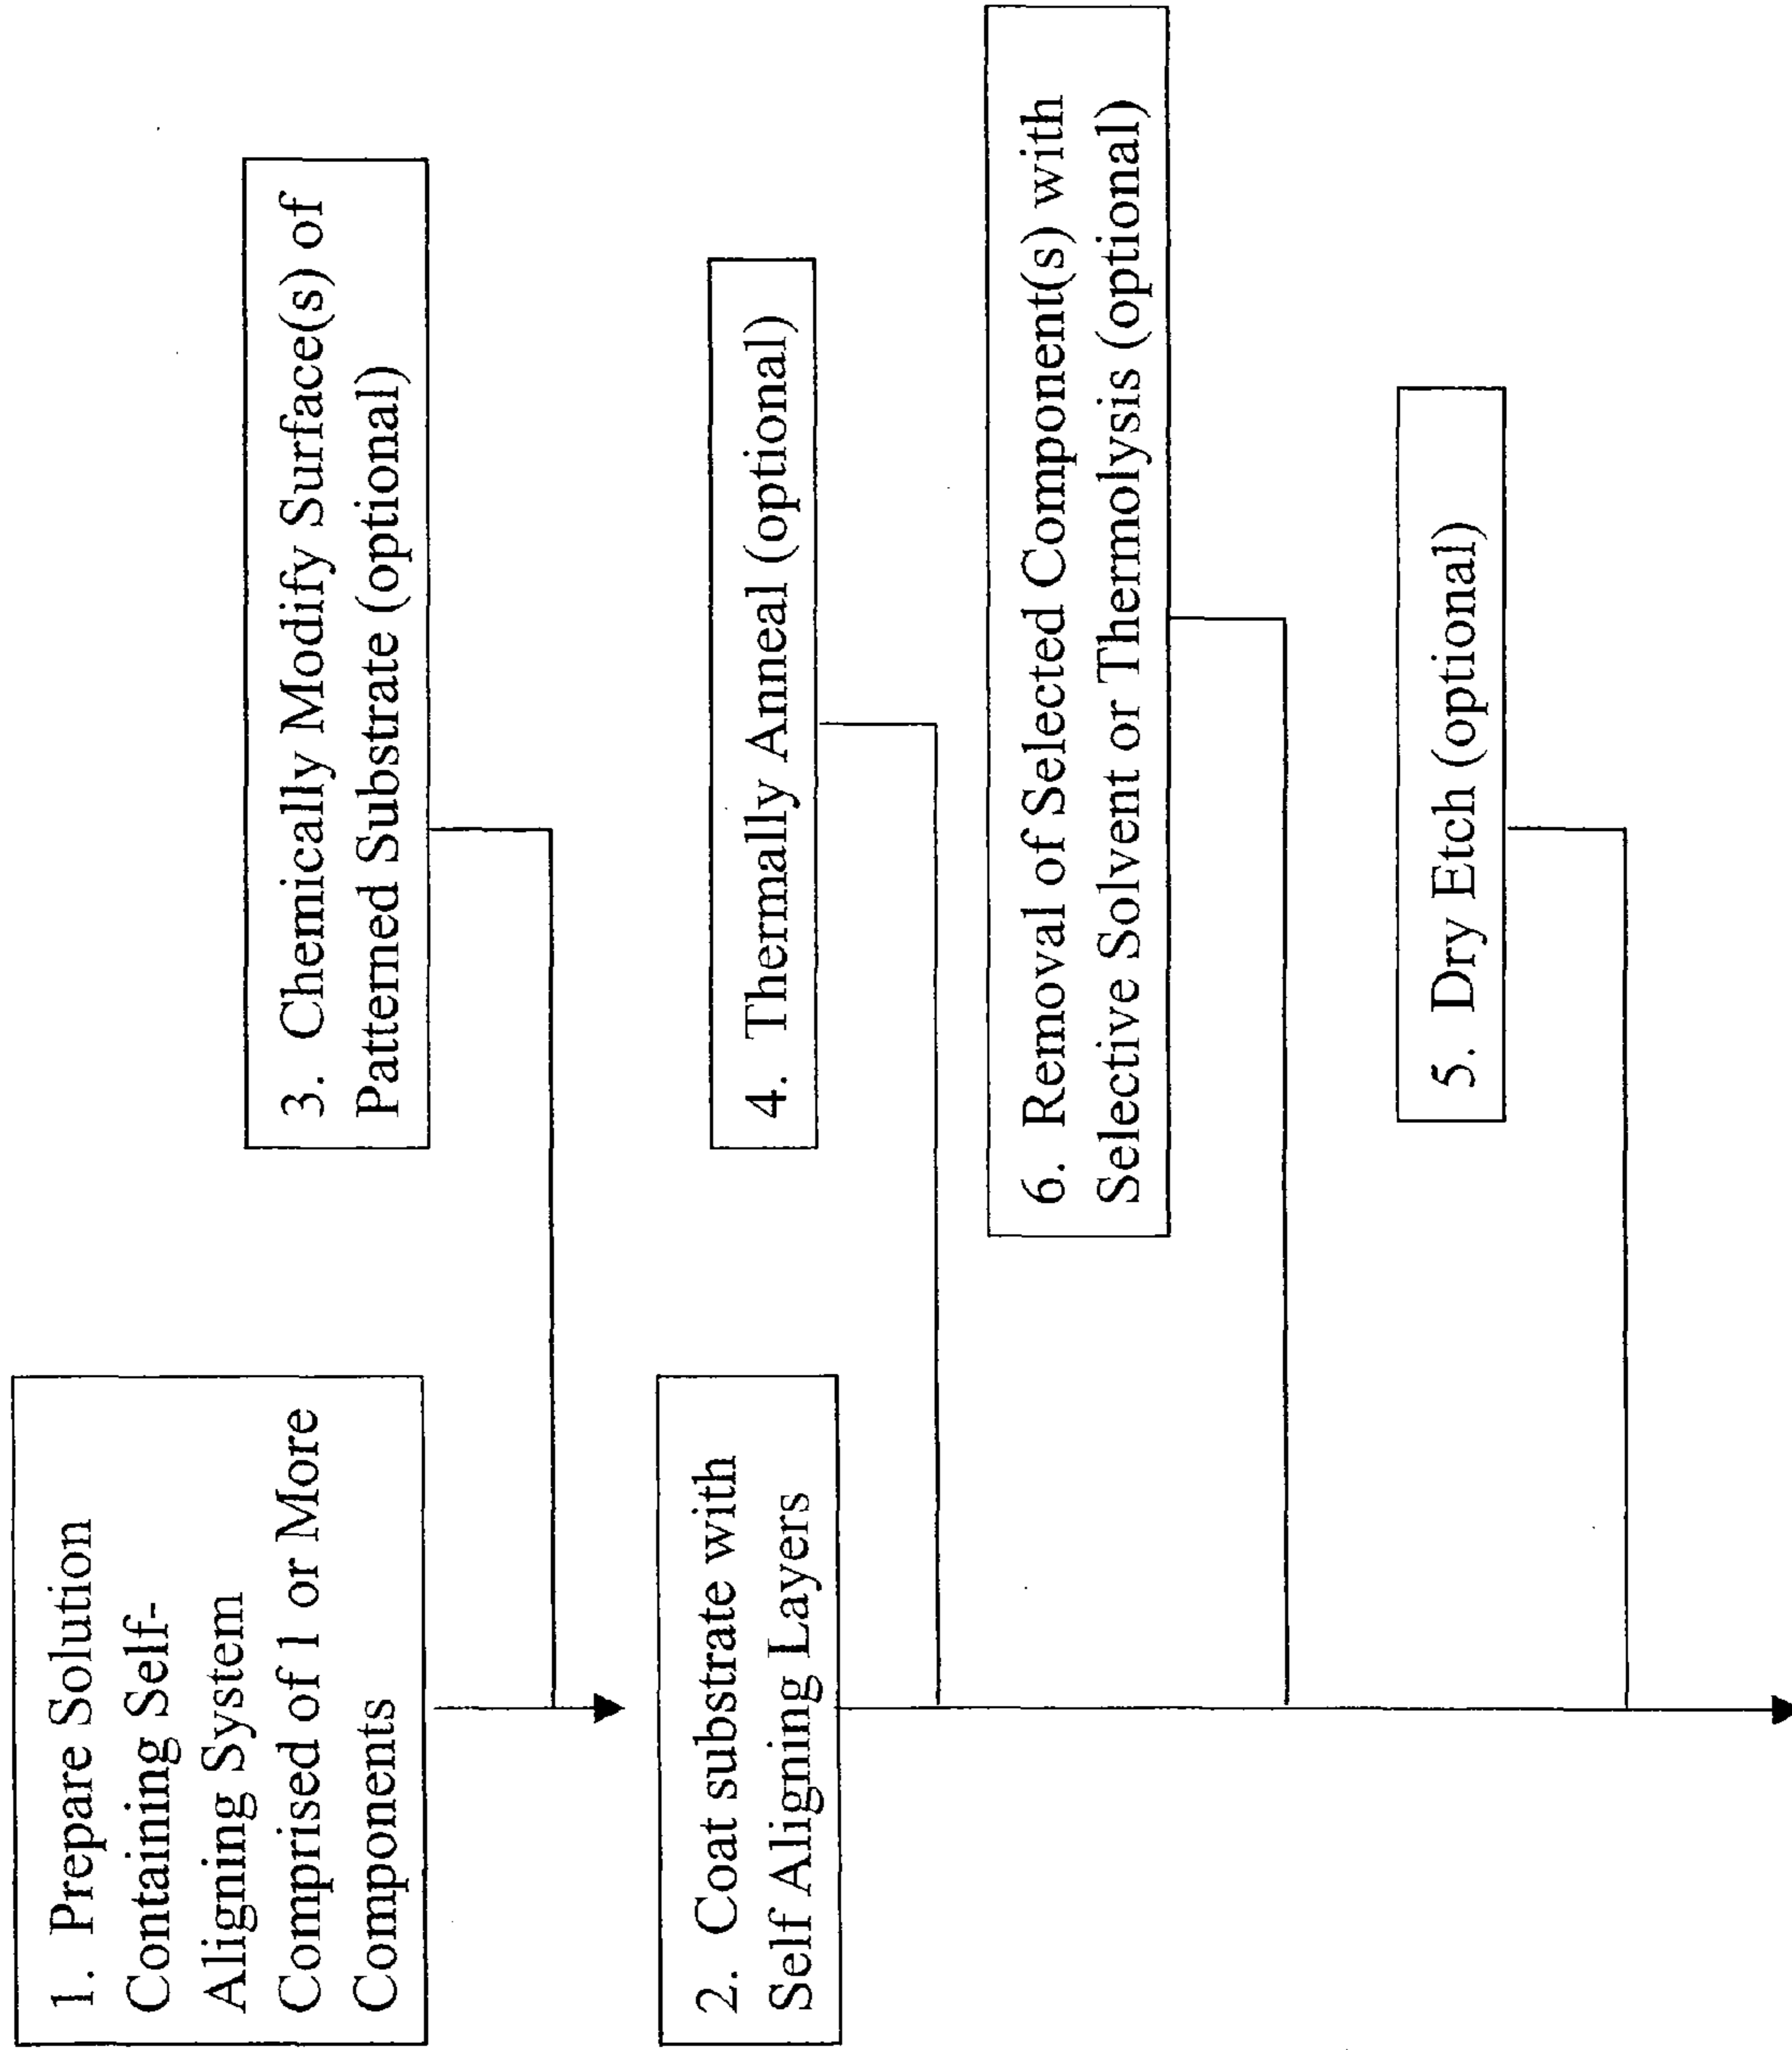 1. Prepare Solution
Containing Self-
Aligning System
Comprised of 1 or More
Components
3. Chemically Modify Surface(s) of
Patterned Substrate (optional)
2. Coat substrate with
Self Aligning Layers
4. Thermally Anneal (optional)
6. Removal of Selected Component(s) with
Selective Solvent or Thermolysis (optional)
5. Dry Etch (optional)